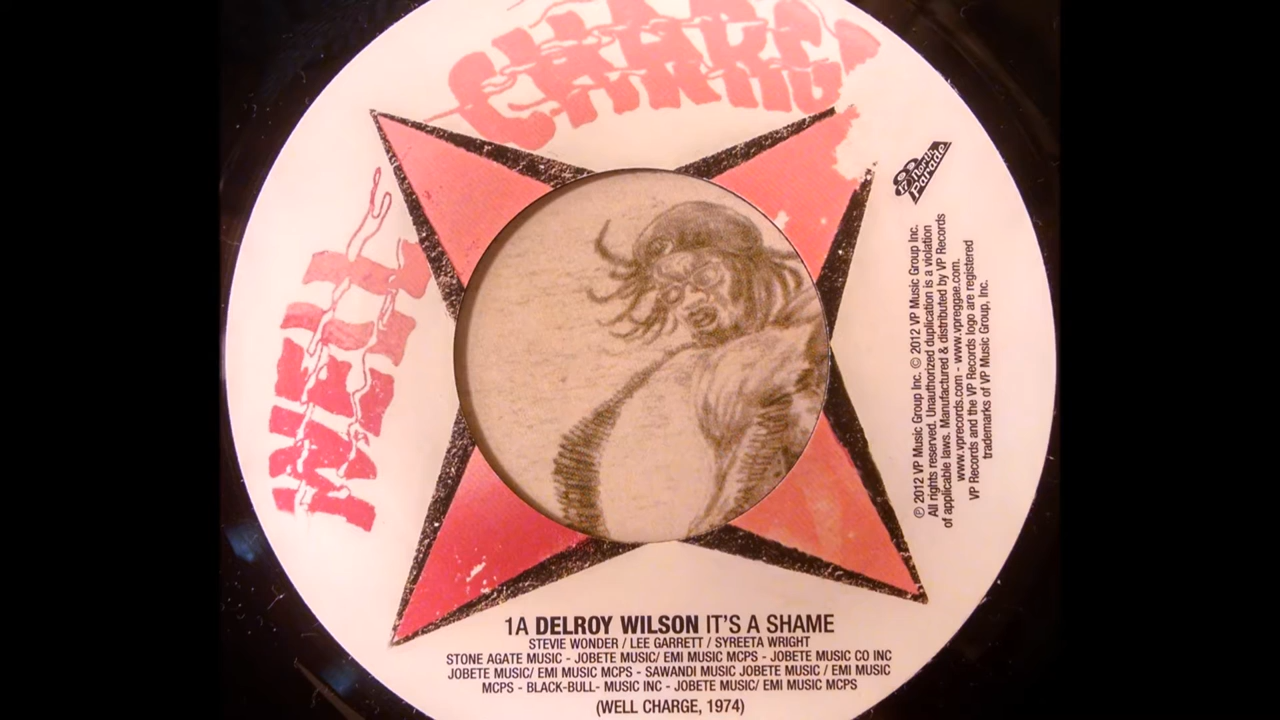 WELL
CHARGE
17 North
Parade
℗ 2012 VP Music Group Inc. © 2012 VP Music Group Inc.
All rights reserved. Unauthorized duplication is a violation
of applicable laws. Manufactured & distributed by VP Records
www.vprecords.com - www.vpreggae.com.
VP Records and the VP Records logo are registered
trademarks of VP Music Group, Inc.
1A DELROY WILSON IT'S A SHAME
STEVIE WONDER / LEE GARRETT / SYREETA WRIGHT
STONE AGATE MUSIC - JOBETE MUSIC/ EMI MUSIC MCPS - JOBETE MUSIC CO INC
JOBETE MUSIC/ EMI MUSIC MCPS - SAWANDI MUSIC JOBETE MUSIC / EMI MUSIC
MCPS - BLACK-BULL- MUSIC INC - JOBETE MUSIC/ EMI MUSIC MCPS
(WELL CHARGE, 1974)